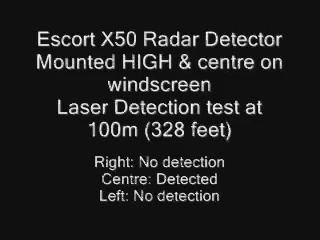 Escort X50 Radar Detector
Mounted HIGH & centre on
windscreen
Laser Detection test at
100m (328 feet)
Right: No detection
Centre: Detected
Left: No detection